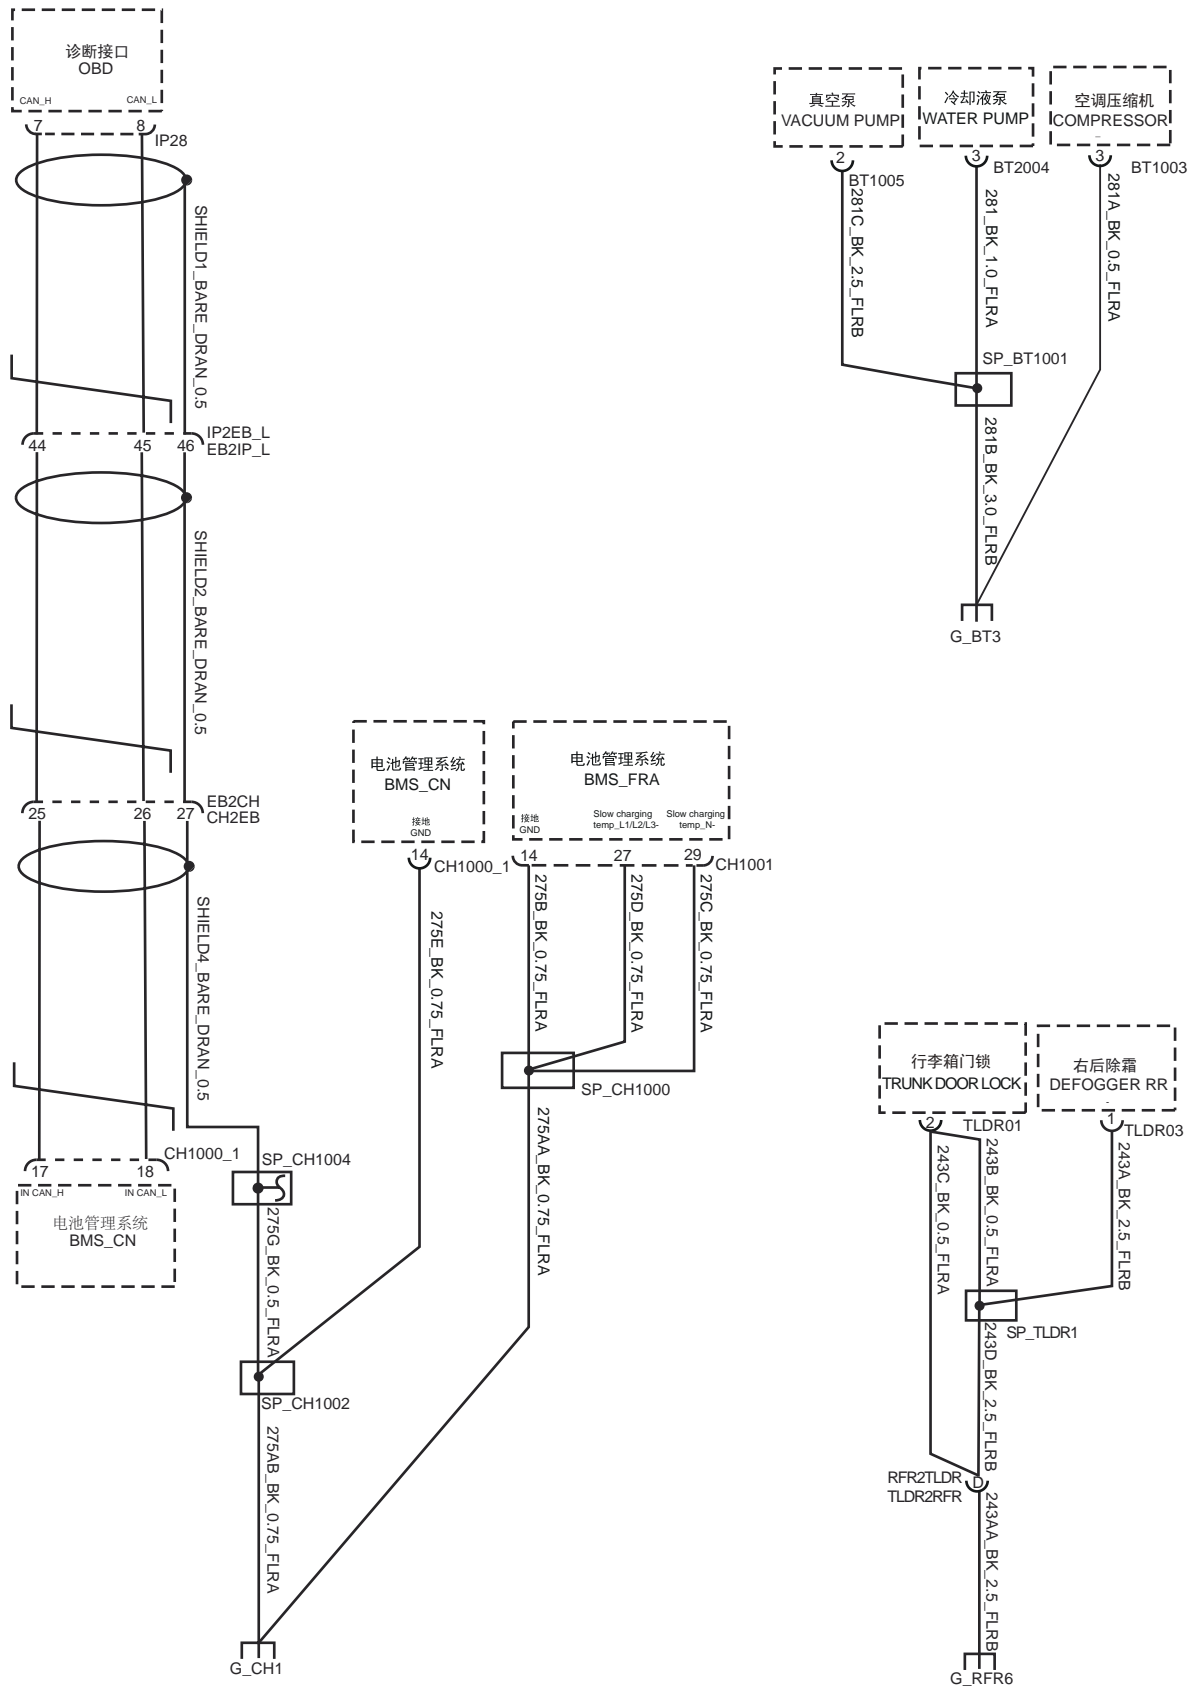 诊断接口
OBD
CAN_H
CAN_L
7
8
IP28
SHIELD1_BARE_DRAN_0.5
IP2EB_L
EB2IP_L
44
45
46
SHIELD2_BARE_DRAN_0.5
EB2CH
CH2EB
25
26
27
SHIELD4_BARE_DRAN_0.5
CH1000_1
17
18
IN CAN_H
IN CAN_L
电池管理系统
BMS_CN
SP_CH1004
275G_BK_0.5_FLRA
SP_CH1002
275AB_BK_0.75_FLRA
G_CH1
电池管理系统
BMS_CN
接地
GND
14
CH1000_1
275E_BK_0.75_FLRA
电池管理系统
BMS_FRA
接地
GND
Slow charging
temp_L1/L2/L3-
Slow charging
temp_N-
14
27
29
CH1001
275B_BK_0.75_FLRA
275D_BK_0.75_FLRA
275C_BK_0.75_FLRA
SP_CH1000
275AA_BK_0.75_FLRA
真空泵
VACUUM PUMP
2
BT1005
281C_BK_2.5_FLRB
冷却液泵
WATER PUMP
3
BT2004
281_BK_1.0_FLRA
空调压缩机
COMPRESSOR
3
BT1003
281A_BK_0.5_FLRA
SP_BT1001
281B_BK_3.0_FLRB
G_BT3
行李箱门锁
TRUNK DOOR LOCK
2
TLDR01
右后除霜
DEFOGGER RR
1
TLDR03
243C_BK_0.5_FLRA
243B_BK_0.5_FLRA
243A_BK_2.5_FLRB
SP_TLDR1
243D_BK_2.5_FLRB
RFR2TLDR
TLDR2RFR
D
243AA_BK_2.5_FLRB
G_RFR6